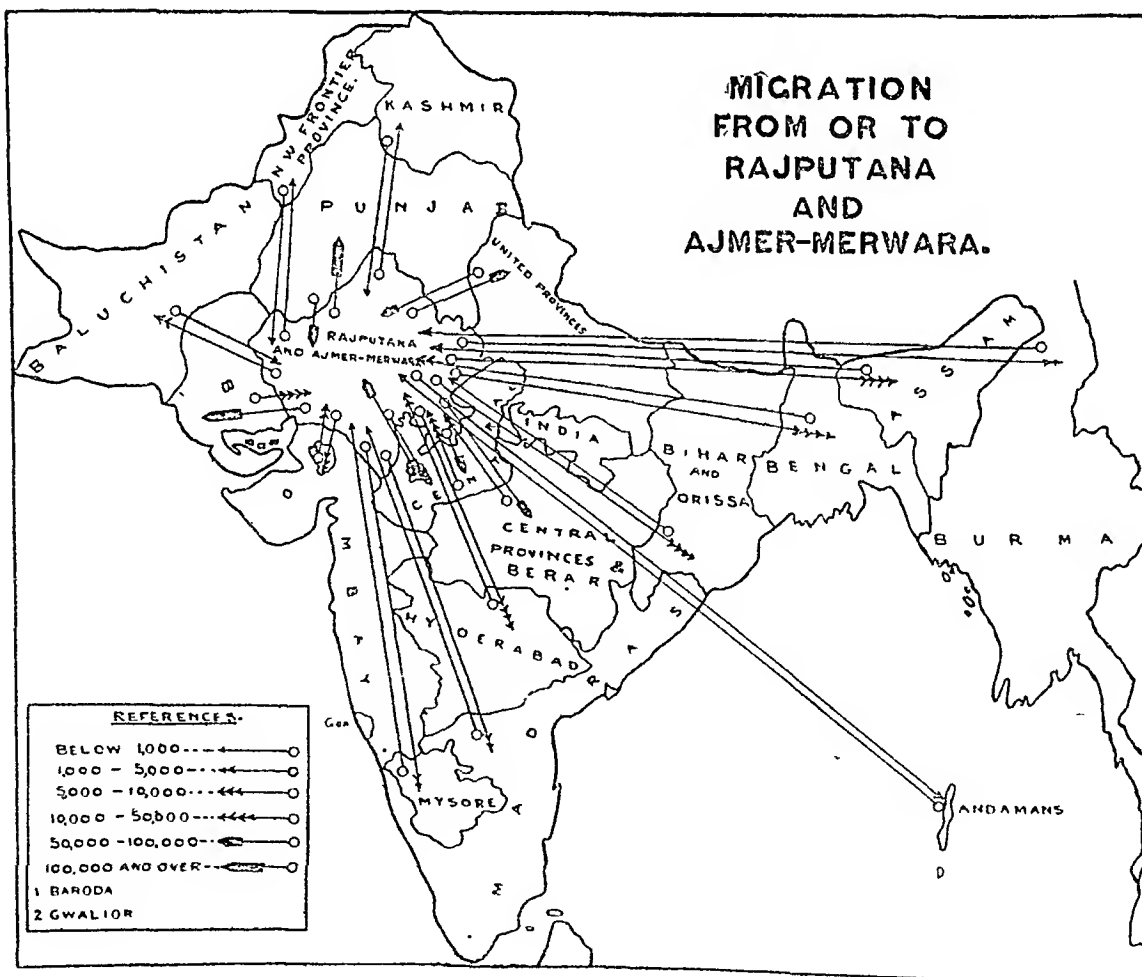 MIGRATION
FROM OR TO
RAJPUTANA
AND
AJMER-MERWARA.
N W FRONTIER
PROVINCE.
KASHMIR
PUNJAB
BALUCHISTAN
UNITED PROVINCES
RAJPUTANA
AND AJMER-MERWARA
ASSAM
INDIA
BIHAR
AND
ORISSA
BENGAL
BURMA
CENTRAL
PROVINCES &
BERAR
HYDERABAD
Goa
MYSORE
ANDAMANS
REFERENCES.
BELOW 1,000
1,000 - 5,000
5,000 - 10,000
10,000 - 50,000
50,000 - 100,000
100,000 AND OVER
1 BARODA
2 GWALIOR